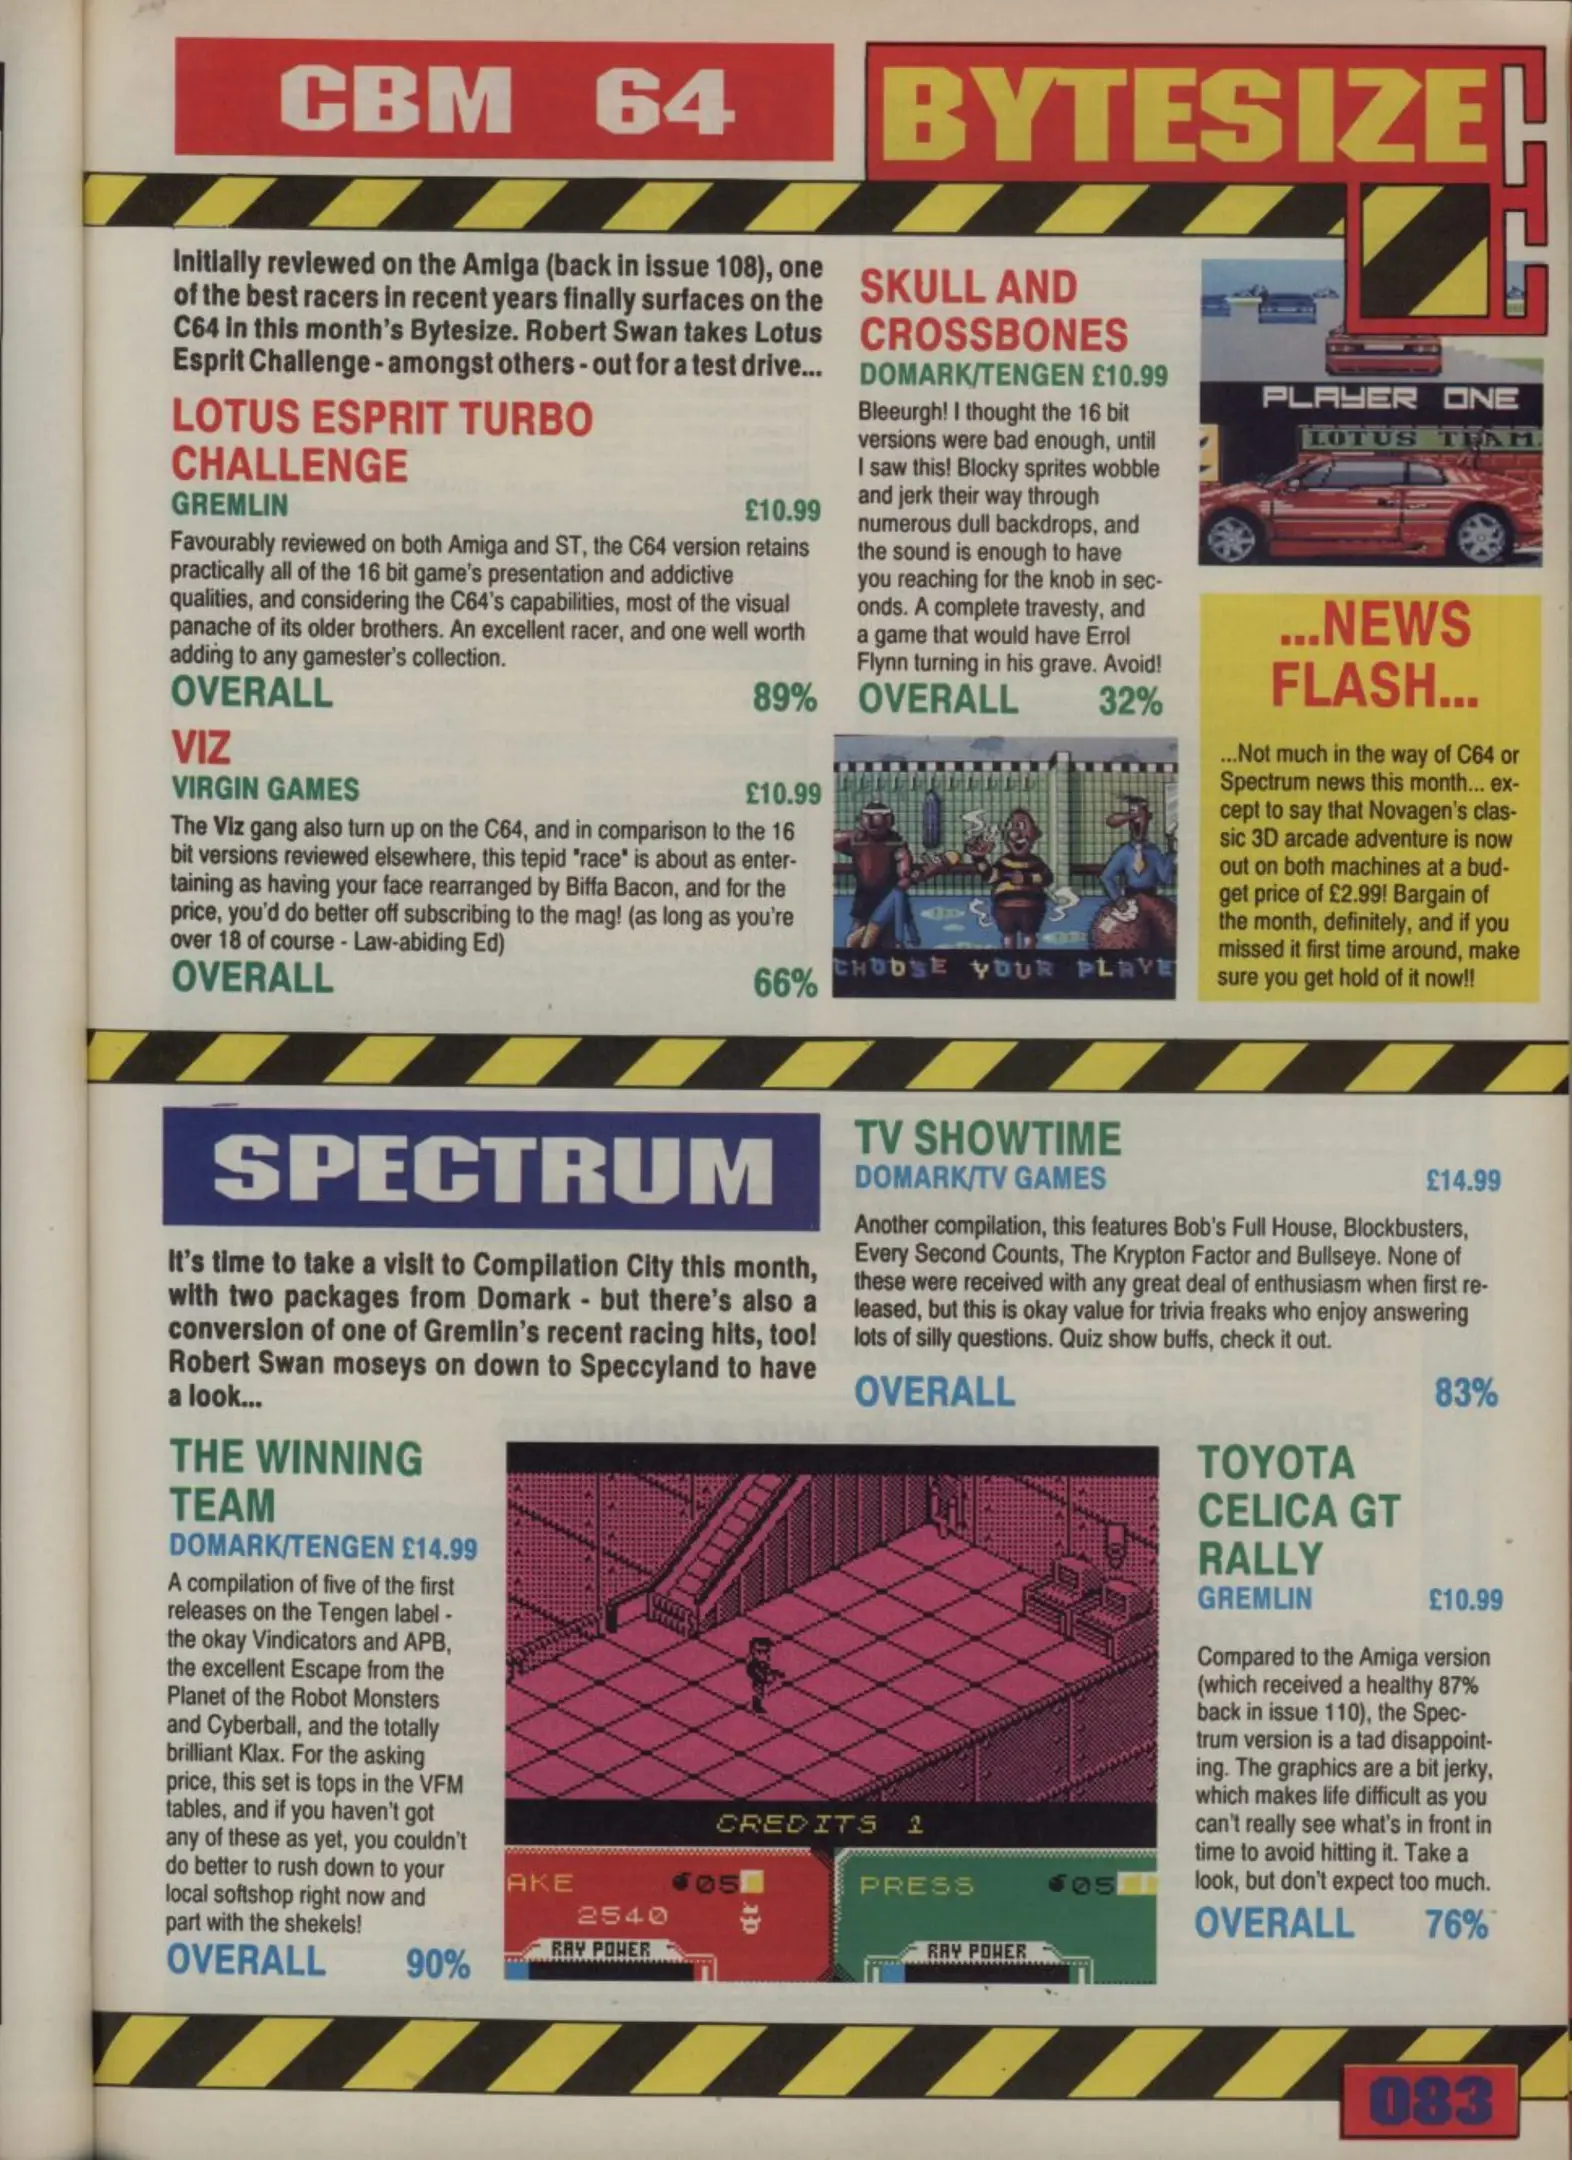 CBM 64
BYTESIZE
Initially reviewed on the Amiga (back in issue 108), one
of the best racers in recent years finally surfaces on the
C64 in this month's Bytesize. Robert Swan takes Lotus
Esprit Challenge - amongst others - out for a test drive...
LOTUS ESPRIT TURBO
CHALLENGE
GREMLIN £10.99
Favourably reviewed on both Amiga and ST, the C64 version retains
practically all of the 16 bit game's presentation and addictive
qualities, and considering the C64's capabilities, most of the visual
panache of its older brothers. An excellent racer, and one well worth
adding to any gamester's collection.
OVERALL 89%
VIZ
VIRGIN GAMES £10.99
The Viz gang also turn up on the C64, and in comparison to the 16
bit versions reviewed elsewhere, this tepid "race" is about as enter-
taining as having your face rearranged by Biffa Bacon, and for the
price, you'd do better off subscribing to the mag! (as long as you're
over 18 of course - Law-abiding Ed)
OVERALL 66%
SKULL AND
CROSSBONES
DOMARK/TENGEN £10.99
Bleeurgh! I thought the 16 bit
versions were bad enough, until
I saw this! Blocky sprites wobble
and jerk their way through
numerous dull backdrops, and
the sound is enough to have
you reaching for the knob in sec-
onds. A complete travesty, and
a game that would have Errol
Flynn turning in his grave. Avoid!
OVERALL 32%
CHOOSE YOUR PLAYE
PLAYER ONE
LOTUS TEAM
...NEWS
FLASH...
...Not much in the way of C64 or
Spectrum news this month... ex-
cept to say that Novagen's clas-
sic 3D arcade adventure is now
out on both machines at a bud-
get price of £2.99! Bargain of
the month, definitely, and if you
missed it first time around, make
sure you get hold of it now!!
SPECTRUM
It's time to take a visit to Compilation City this month,
with two packages from Domark - but there's also a
conversion of one of Gremlin's recent racing hits, too!
Robert Swan moseys on down to Speccyland to have
a look...
THE WINNING
TEAM
DOMARK/TENGEN £14.99
A compilation of five of the first
releases on the Tengen label -
the okay Vindicators and APB,
the excellent Escape from the
Planet of the Robot Monsters
and Cyberball, and the totally
brilliant Klax. For the asking
price, this set is tops in the VFM
tables, and if you haven't got
any of these as yet, you couldn't
do better to rush down to your
local softshop right now and
part with the shekels!
OVERALL 90%
TV SHOWTIME
DOMARK/TV GAMES £14.99
Another compilation, this features Bob's Full House, Blockbusters,
Every Second Counts, The Krypton Factor and Bullseye. None of
these were received with any great deal of enthusiasm when first re-
leased, but this is okay value for trivia freaks who enjoy answering
lots of silly questions. Quiz show buffs, check it out.
OVERALL 83%
CREDITS 1
AKE 05
2540
RAY POWER
PRESS 05
RAY POWER
TOYOTA
CELICA GT
RALLY
GREMLIN £10.99
Compared to the Amiga version
(which received a healthy 87%
back in issue 110), the Spec-
trum version is a tad disappoint-
ing. The graphics are a bit jerky,
which makes life difficult as you
can't really see what's in front in
time to avoid hitting it. Take a
look, but don't expect too much.
OVERALL 76%
083